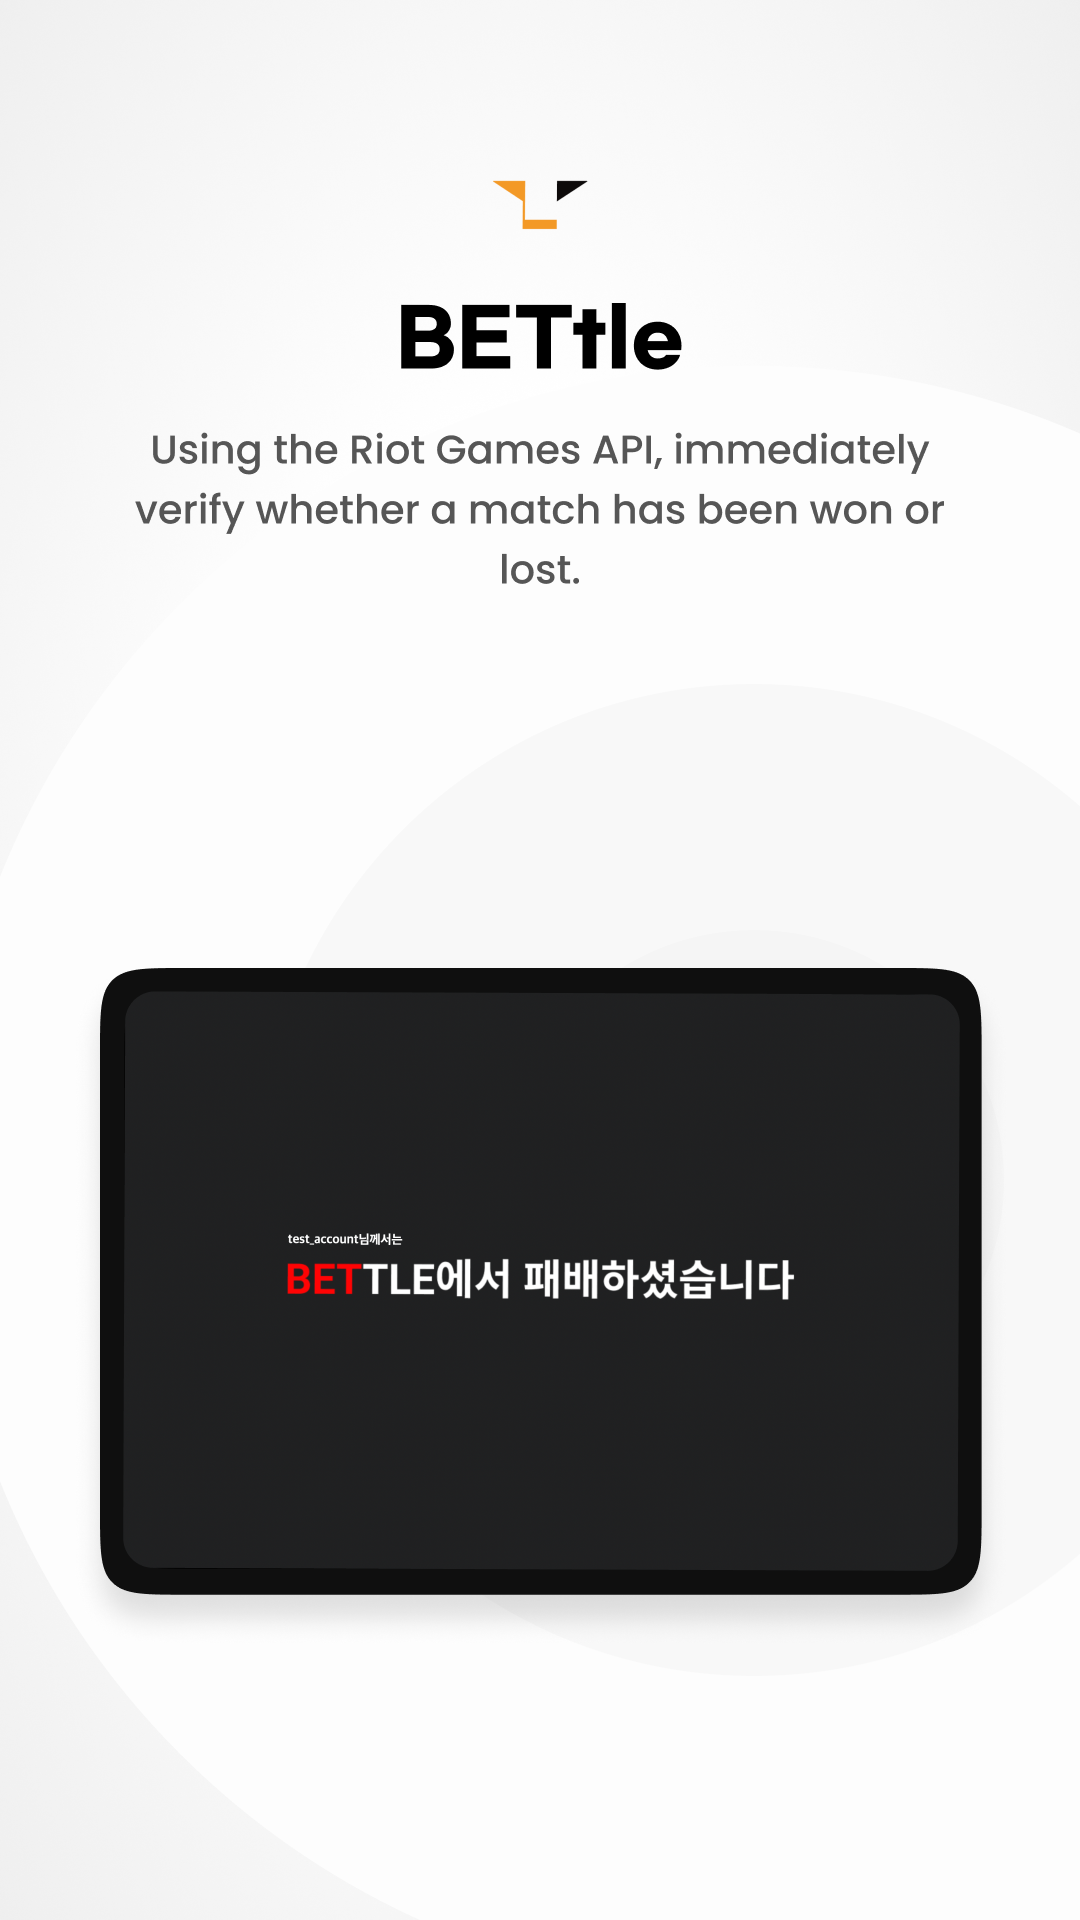 BETtle
Using the Riot Games API, immediately
verify whether a match has been won or
lost.
test_account님께서는
BETTLE에서 패배하셨습니다